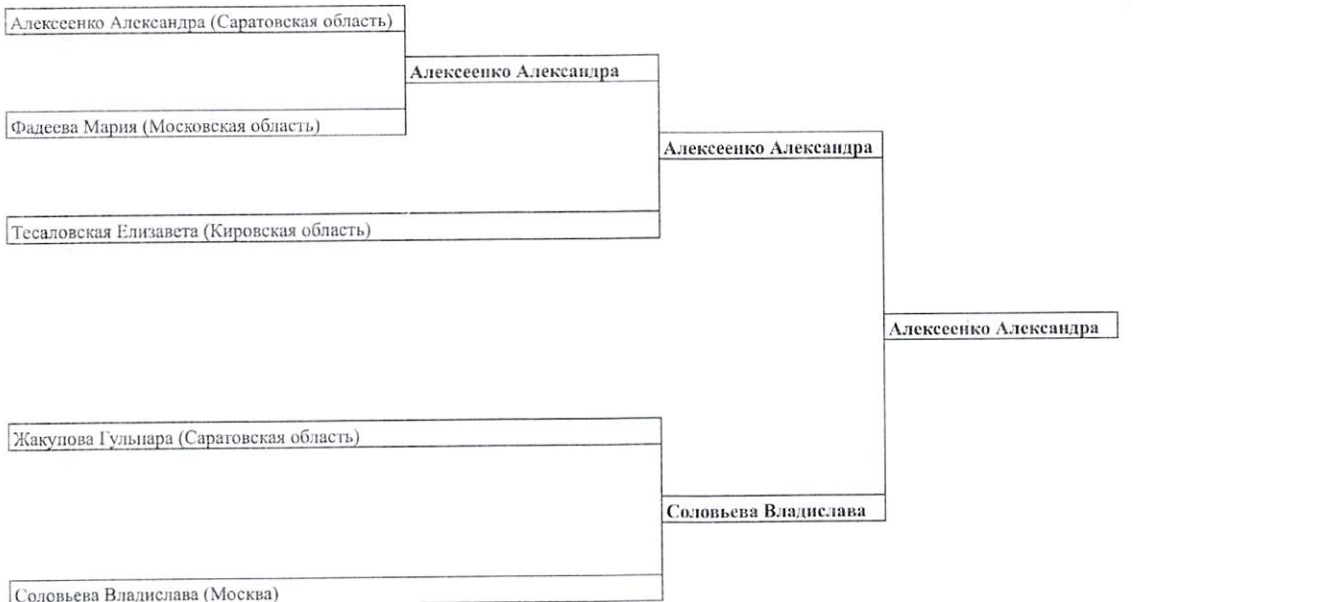 Алексеенко Александра (Саратовская область)
Алексеенко Александра
Фадеева Мария (Московская область)
Алексеенко Александра
Тесаловская Елизавета (Кировская область)
Алексеенко Александра
Жакупова Гульнара (Саратовская область)
Соловьева Владислава
Соловьева Владислава (Москва)